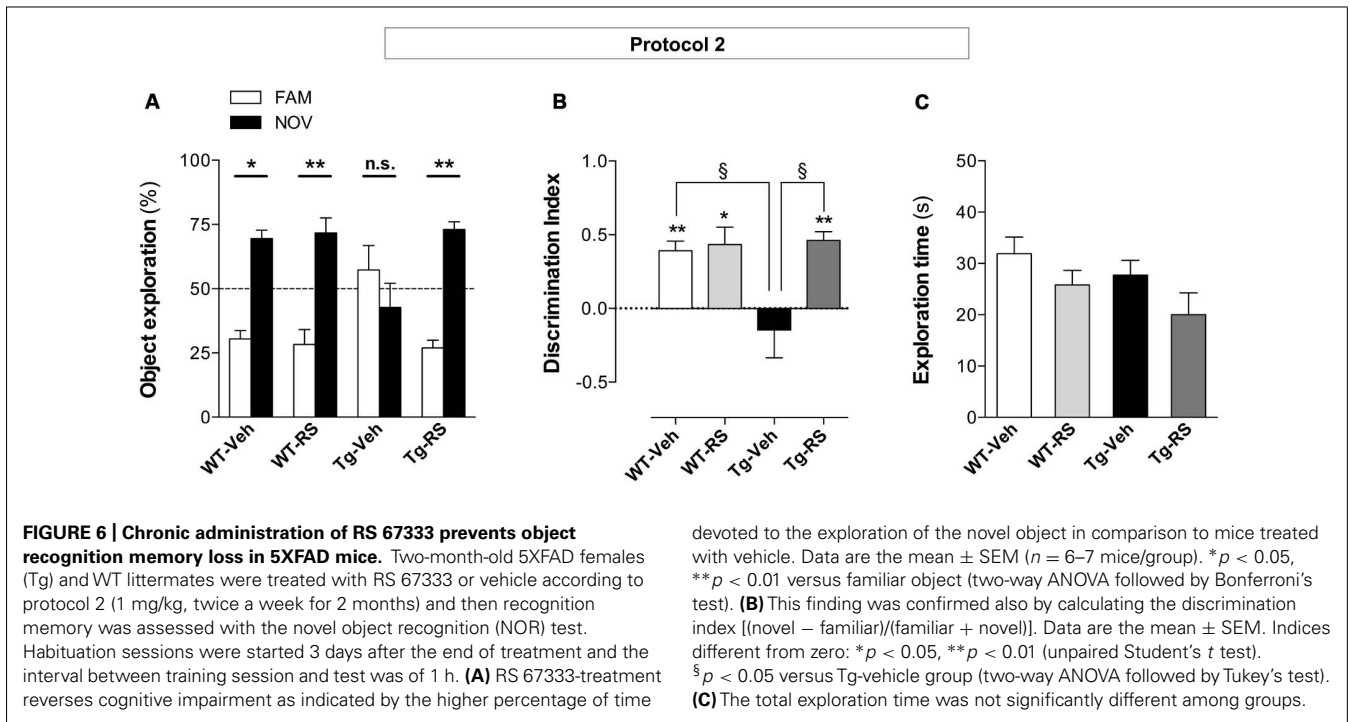 Protocol 2
A
FAM
NOV
Object exploration (%)
100
75
50
25
0
*
**
n.s.
**
WT-Veh
WT-RS
Tg-Veh
Tg-RS
B
Discrimination Index
1.0
0.5
0.0
-0.5
§
§
**
*
**
WT-Veh
WT-RS
Tg-Veh
Tg-RS
C
Exploration time (s)
50
40
30
20
10
0
WT-Veh
WT-RS
Tg-Veh
Tg-RS
FIGURE 6 | Chronic administration of RS 67333 prevents object
recognition memory loss in 5XFAD mice. Two-month-old 5XFAD females
(Tg) and WT littermates were treated with RS 67333 or vehicle according to
protocol 2 (1 mg/kg, twice a week for 2 months) and then recognition
memory was assessed with the novel object recognition (NOR) test.
Habituation sessions were started 3 days after the end of treatment and the
interval between training session and test was of 1 h. (A) RS 67333-treatment
reverses cognitive impairment as indicated by the higher percentage of time
devoted to the exploration of the novel object in comparison to mice treated
with vehicle. Data are the mean ± SEM (n = 6–7 mice/group). *p < 0.05,
**p < 0.01 versus familiar object (two-way ANOVA followed by Bonferroni's
test). (B) This finding was confirmed also by calculating the discrimination
index [(novel − familiar)/(familiar + novel)]. Data are the mean ± SEM. Indices
different from zero: *p < 0.05, **p < 0.01 (unpaired Student's t test).
§p < 0.05 versus Tg-vehicle group (two-way ANOVA followed by Tukey's test).
(C) The total exploration time was not significantly different among groups.